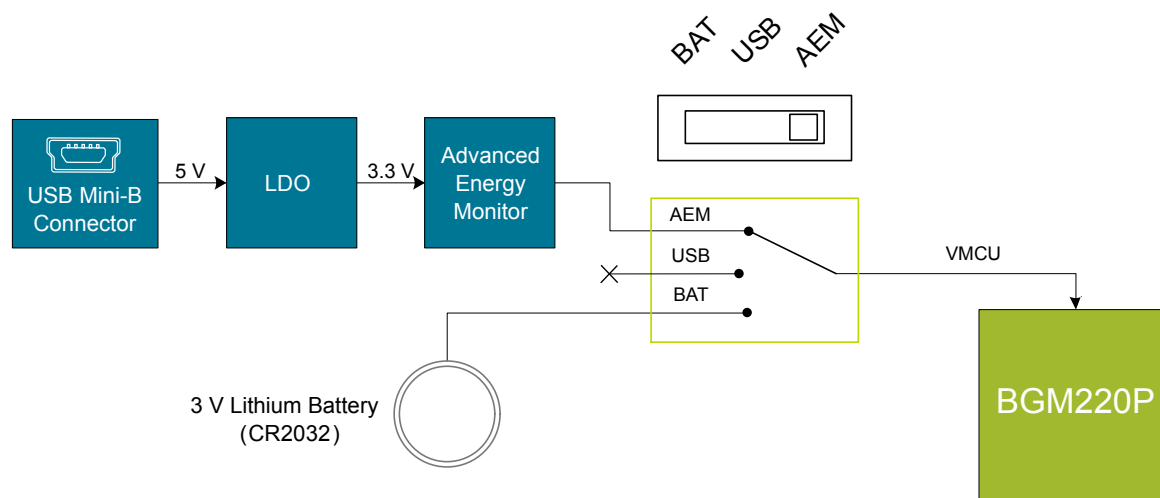 BAT
USB
AEM
USB Mini-B
Connector
5 V
LDO
3.3 V
Advanced
Energy
Monitor
AEM
USB
BAT
VMCU
3 V Lithium Battery
(CR2032)
BGM220P